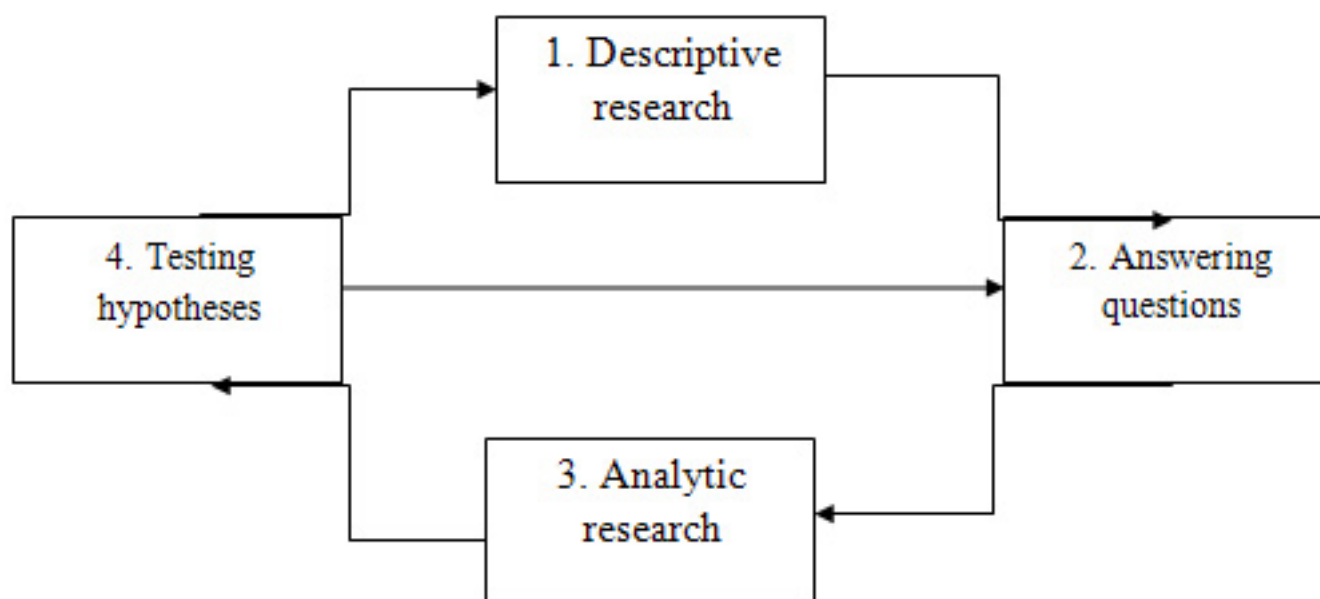 1. Descriptive
research
4. Testing
hypotheses
2. Answering
questions
3. Analytic
research